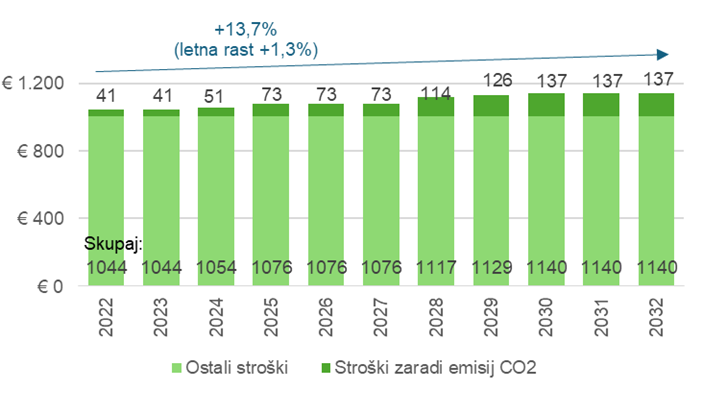 +13,7%
(letna rast +1,3%)
€ 1.200
€ 800
€ 400
€ 0
41 41 51 73 73 73 114 126 137 137 137
Skupaj:
1044 1044 1054 1076 1076 1076 1117 1129 1140 1140 1140
2022 2023 2024 2025 2026 2027 2028 2029 2030 2031 2032
Ostali stroški Stroški zaradi emisij CO2